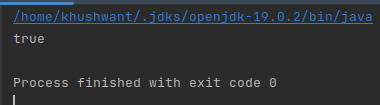 /home/khushwant/.jdks/openjdk-19.0.2/bin/java
true
Process finished with exit code 0